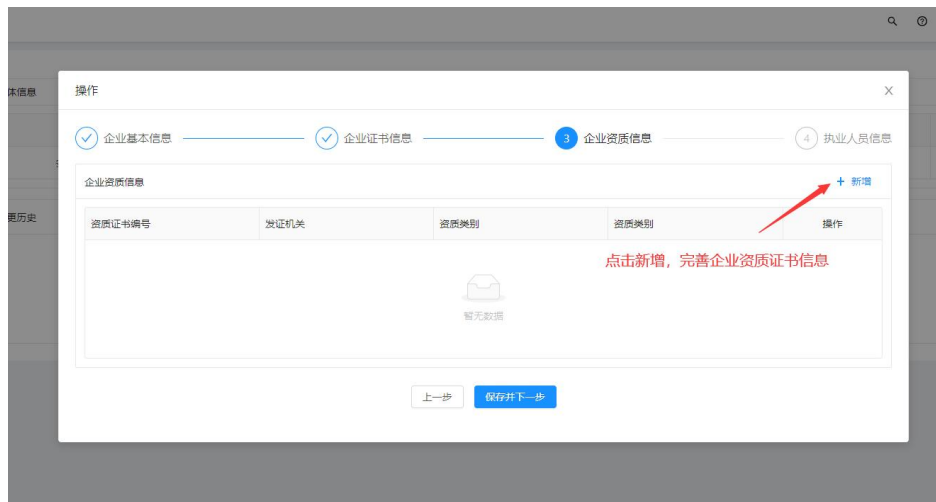 操作
体信息
企业基本信息
企业证书信息
3 企业资质信息
4 执业人员信息
企业资质信息
+ 新增
更历史
资质证书编号
发证机关
资质类别
资质类别
操作
点击新增，完善企业资质证书信息
暂无数据
上一步
保存并下一步